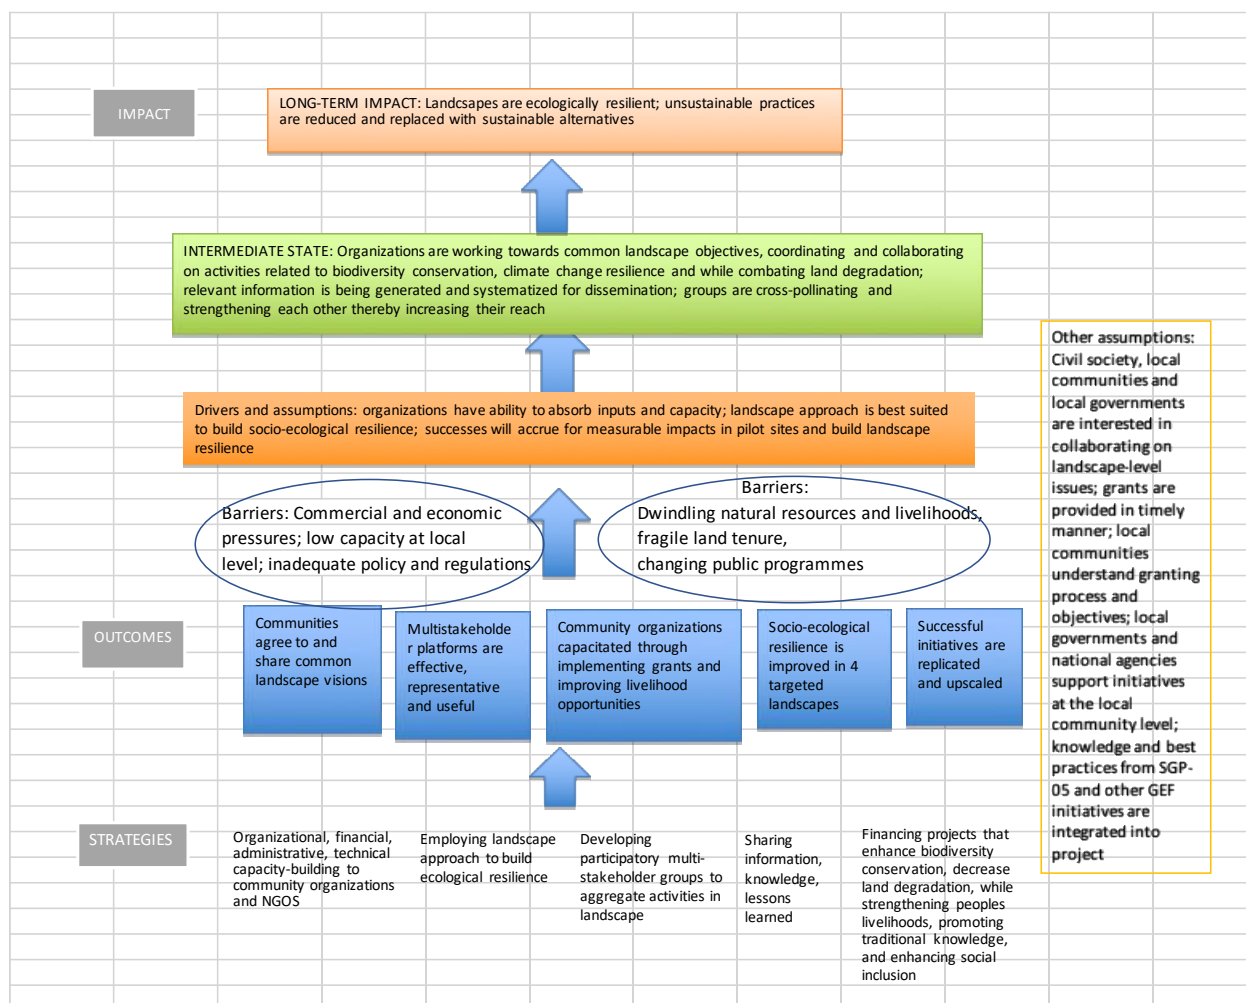 IMPACT
LONG-TERM IMPACT: Landcsapes are ecologically resilient; unsustainable practices
are reduced and replaced with sustainable alternatives
INTERMEDIATE STATE: Organizations are working towards common landscape objectives, coordinating and collaborating
on activities related to biodiversity conservation, climate change resilience and while combating land degradation;
relevant information is being generated and systematized for dissemination; groups are cross-pollinating and
strengthening each other thereby increasing their reach
Drivers and assumptions: organizations have ability to absorb inputs and capacity; landscape approach is best suited
to build socio-ecological resilience; successes will accrue for measurable impacts in pilot sites and build landscape
resilience
Barriers: Commercial and economic
pressures; low capacity at local
level; inadequate policy and regulations
Barriers:
Dwindling natural resources and livelihoods,
fragile land tenure,
changing public programmes
OUTCOMES
Communities
agree to and
share common
landscape visions
Multistakeholde
r platforms are
effective,
representative
and useful
Community organizations
capacitated through
implementing grants and
improving livelihood
opportunities
Socio-ecological
resilience is
improved in 4
targeted
landscapes
Successful
initiatives are
replicated
and upscaled
STRATEGIES
Organizational, financial,
administrative, technical
capacity-building to
community organizations
and NGOS
Employing landscape
approach to build
ecological resilience
Developing
participatory multi-
stakeholder groups to
aggregate activities in
landscape
Sharing
information,
knowledge,
lessons
learned
Financing projects that
enhance biodiversity
conservation, decrease
land degradation, while
strengthening peoples
livelihoods, promoting
traditional knowledge,
and enhancing social
inclusion
Other assumptions:
Civil society, local
communities and
local governments
are interested in
collaborating on
landscape-level
issues; grants are
provided in timely
manner; local
communities
understand granting
process and
objectives; local
governments and
national agencies
support initiatives
at the local
community level;
knowledge and best
practices from SGP-
05 and other GEF
initiatives are
integrated into
project